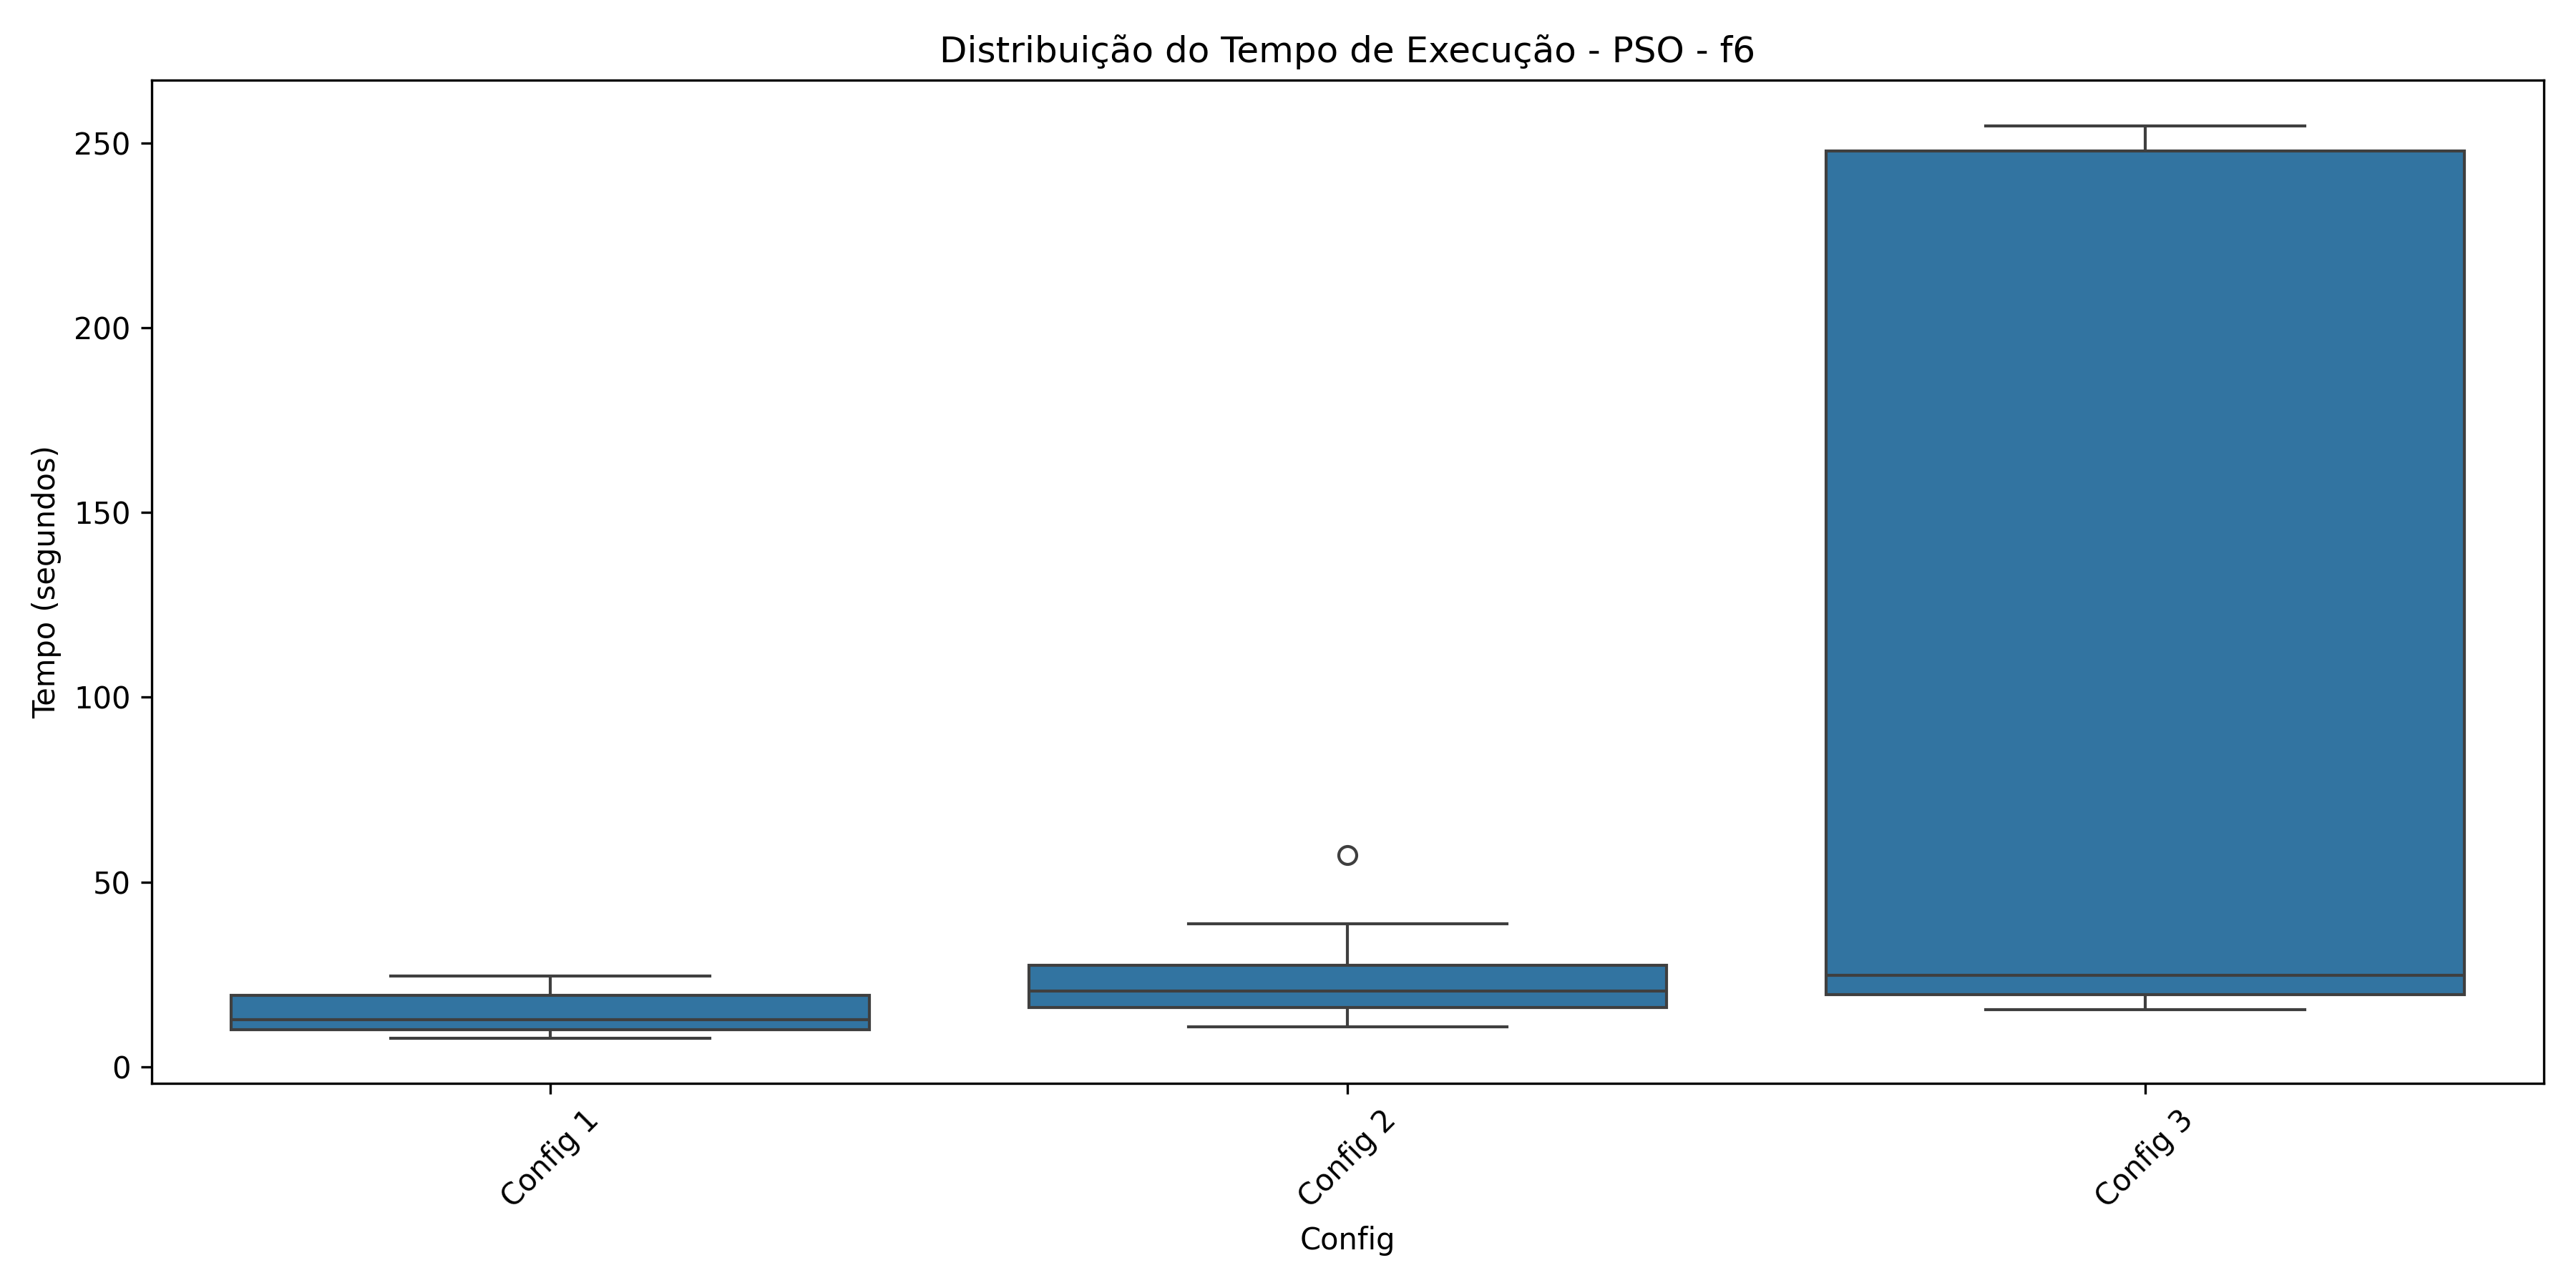 Distribuição do Tempo de Execução - PSO - f6
Tempo (segundos)
250
200
150
100
50
0
Config 1
Config 2
Config 3
Config